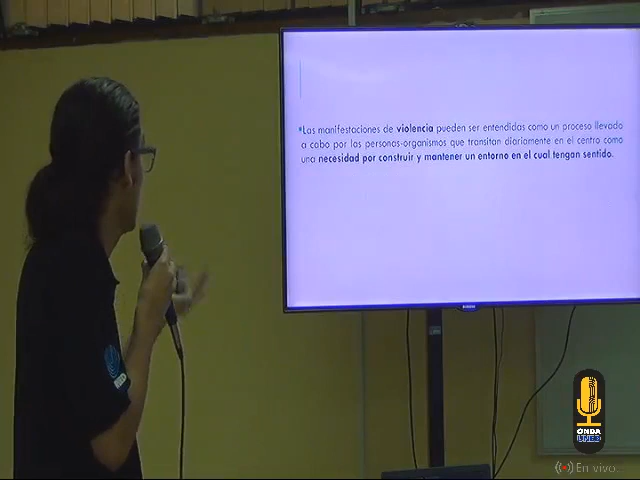 •Las manifestaciones de violencia pueden ser entendidas como un proceso llevado
a cabo por las personas-organismos que transitan diariamente en el centro como
una necesidad por construir y mantener un entorno en el cual tengan sentido.
ONDA
UNED
En vivo...